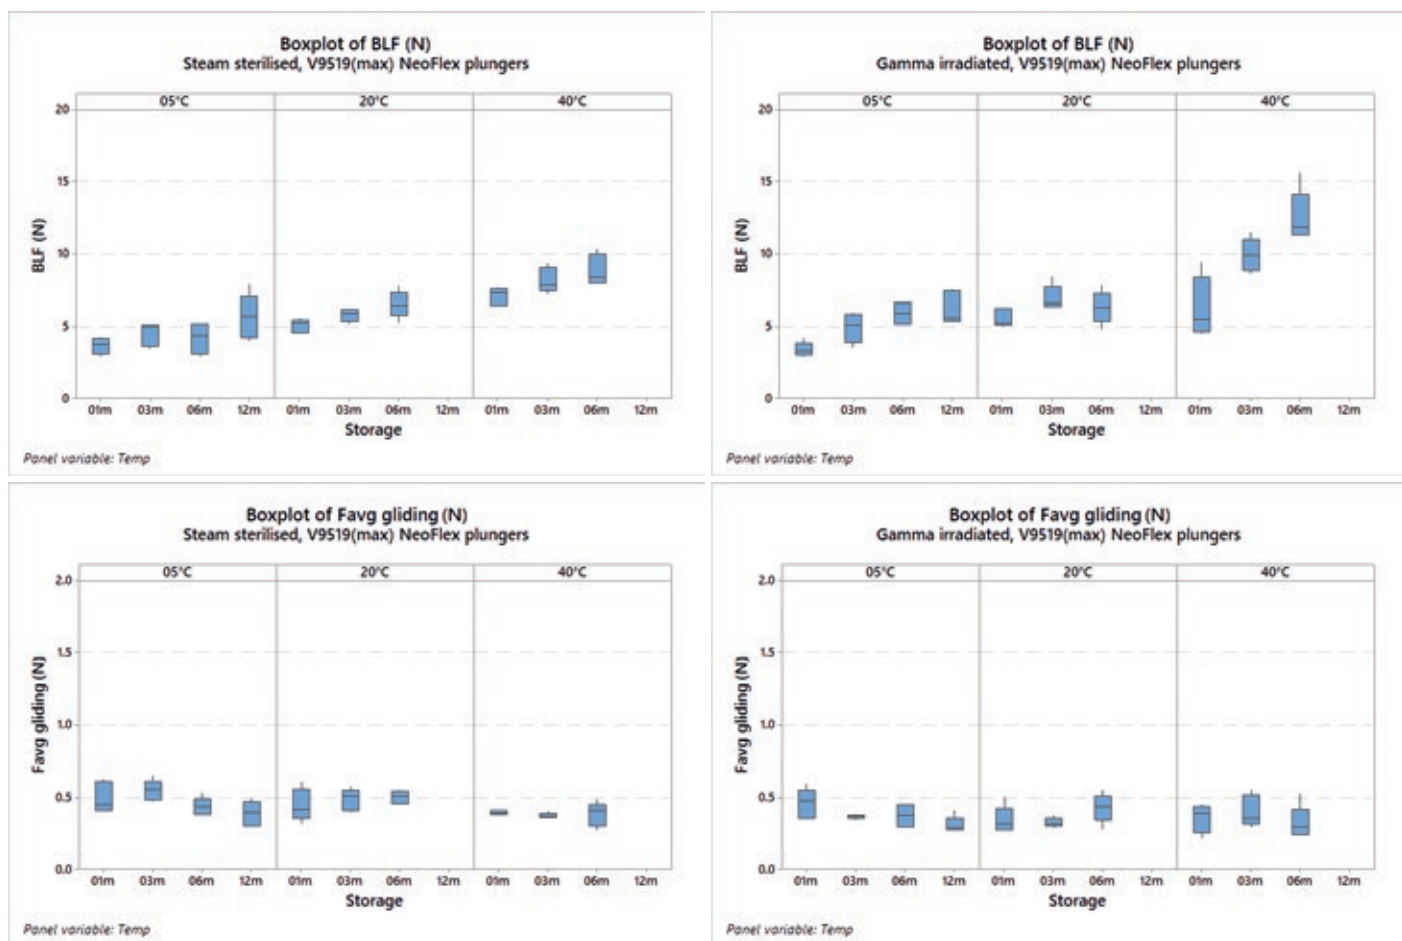 Boxplot of BLF (N)
Steam sterilised, V9519(max) NeoFlex plungers
05°C 20°C 40°C
20
15
10
5
0
BLF (N)
01m 03m 06m 12m 01m 03m 06m 12m 01m 03m 06m 12m
Storage
Panel variable: Temp
Boxplot of BLF (N)
Gamma irradiated, V9519(max) NeoFlex plungers
05°C 20°C 40°C
20
15
10
5
0
BLF (N)
01m 03m 06m 12m 01m 03m 06m 12m 01m 03m 06m 12m
Storage
Panel variable: Temp
Boxplot of Favg gliding (N)
Steam sterilised, V9519(max) NeoFlex plungers
05°C 20°C 40°C
2.0
1.5
1.0
0.5
0.0
Favg gliding (N)
01m 03m 06m 12m 01m 03m 06m 12m 01m 03m 06m 12m
Storage
Panel variable: Temp
Boxplot of Favg gliding (N)
Gamma irradiated, V9519(max) NeoFlex plungers
05°C 20°C 40°C
2.0
1.5
1.0
0.5
0.0
Favg gliding (N)
01m 03m 06m 12m 01m 03m 06m 12m 01m 03m 06m 12m
Storage
Panel variable: Temp